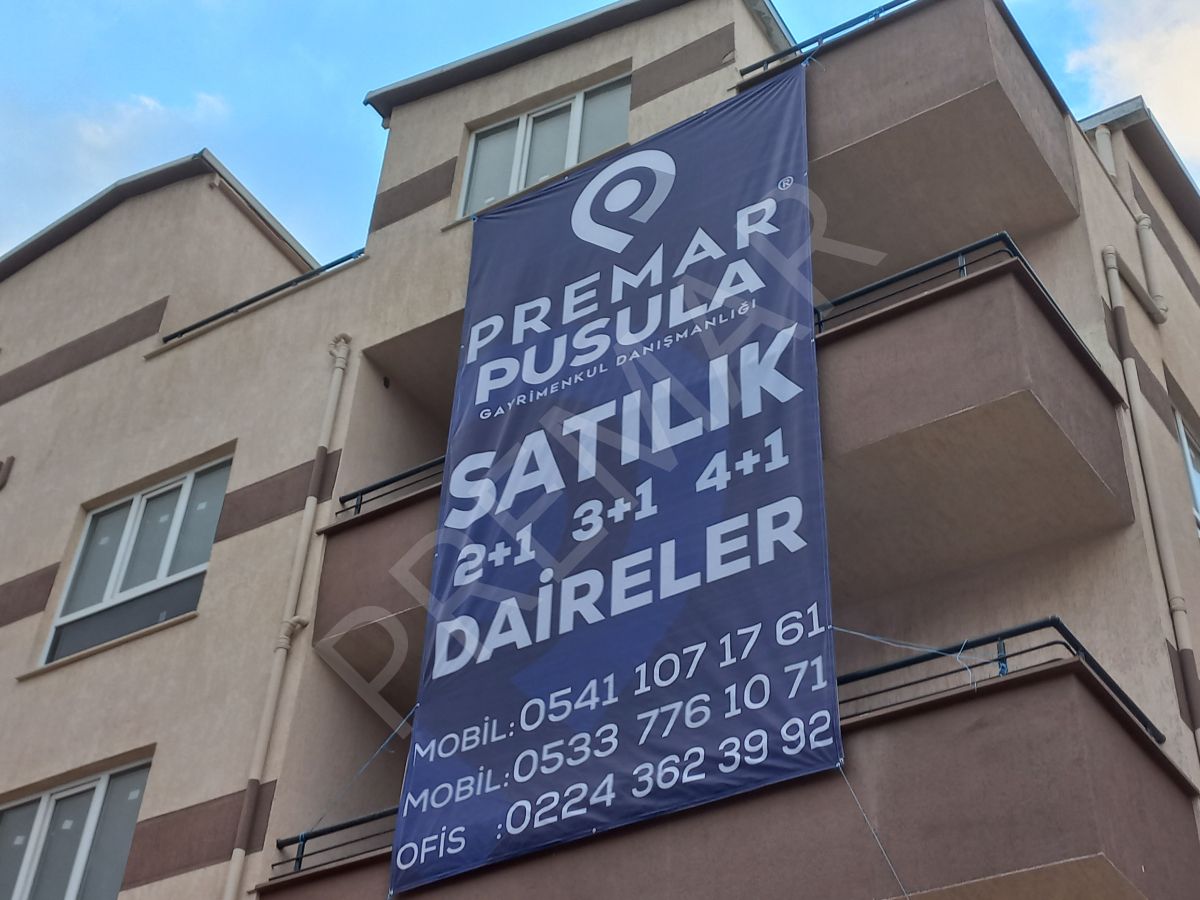 PREMAR®
PUSULA
GAYRİMENKUL DANIŞMANLIĞI
SATILIK
2+1 3+1 4+1
DAİRELER
MOBİL:0541 107 17 61
MOBİL:0533 776 10 71
OFİS :0224 362 39 92
PREMAR